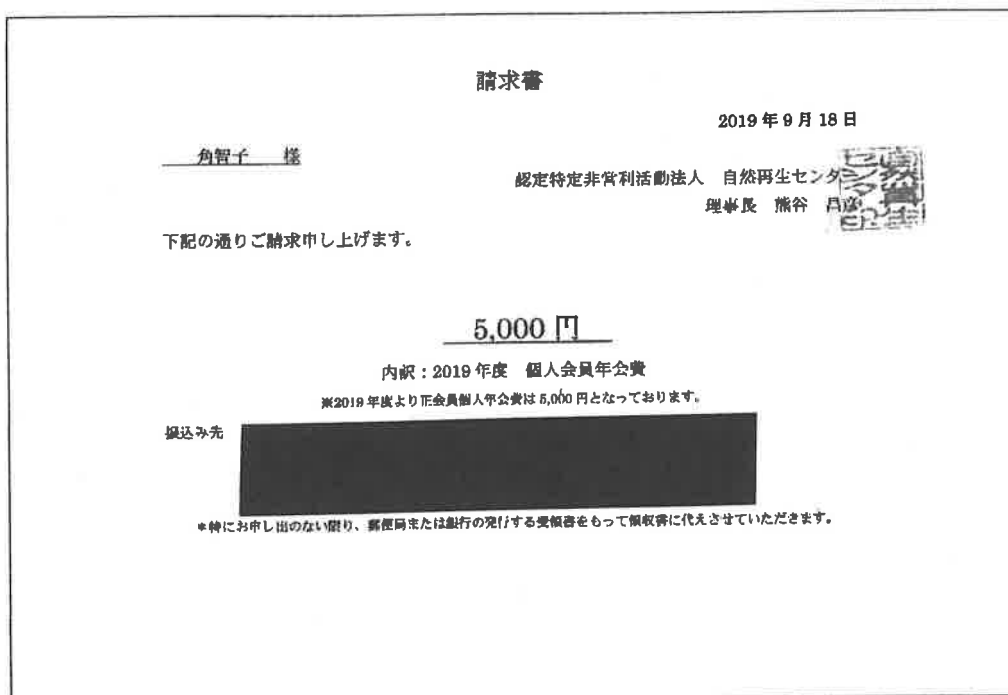 請求書
2019年9月18日
角智子 様
認定特定非営利活動法人 自然再生センター
理事長 熊谷 昌彦
下記の通りご請求申し上げます。
5,000円
内訳：2019年度 個人会員年会費
※2019年度より正会員個人年会費は5,000円となっております。
振込み先
*特にお申し出のない限り、郵便局または銀行の発行する受領書をもって領収書に代えさせていただきます。